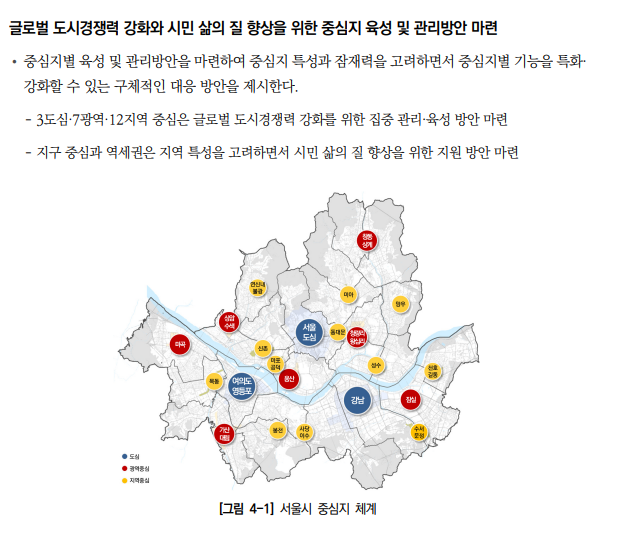 글로벌 도시경쟁력 강화와 시민 삶의 질 향상을 위한 중심지 육성 및 관리방안 마련
• 중심지별 육성 및 관리방안을 마련하여 중심지 특성과 잠재력을 고려하면서 중심지별 기능을 특화·
강화할 수 있는 구체적인 대응 방안을 제시한다.
- 3도심·7광역·12지역 중심은 글로벌 도시경쟁력 강화를 위한 집중 관리·육성 방안 마련
- 지구 중심과 역세권은 지역 특성을 고려하면서 시민 삶의 질 향상을 위한 지원 방안 마련
창동
상계
연신내
불광
미아
망우
상암
수색
서울
도심
동대문
청량리
왕십리
마곡
신촌
마포
공덕
성수
천호
길동
목동
여의도
영등포
용산
강남
잠실
가산
대림
봉천
사당
이수
수서
문정
도심
광역중심
지역중심
[그림 4-1] 서울시 중심지 체계